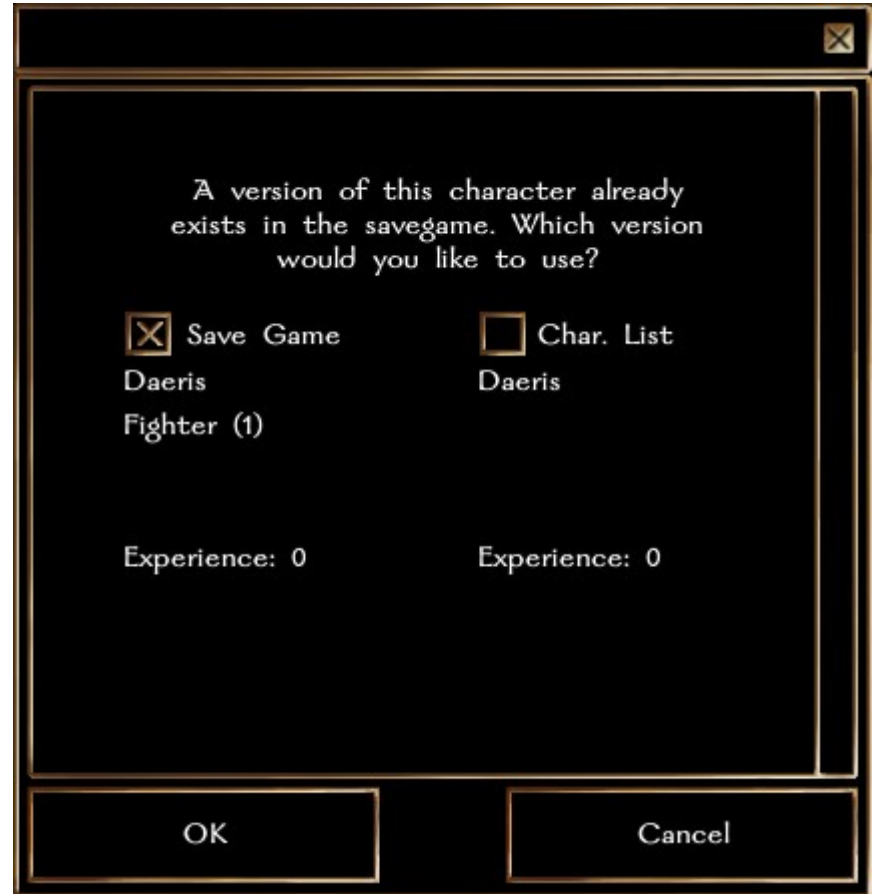 A version of this character already
exists in the savegame. Which version
would you like to use?
Save Game
Char. List
Daeris
Daeris
Fighter (1)
Experience: 0
Experience: 0
OK
Cancel